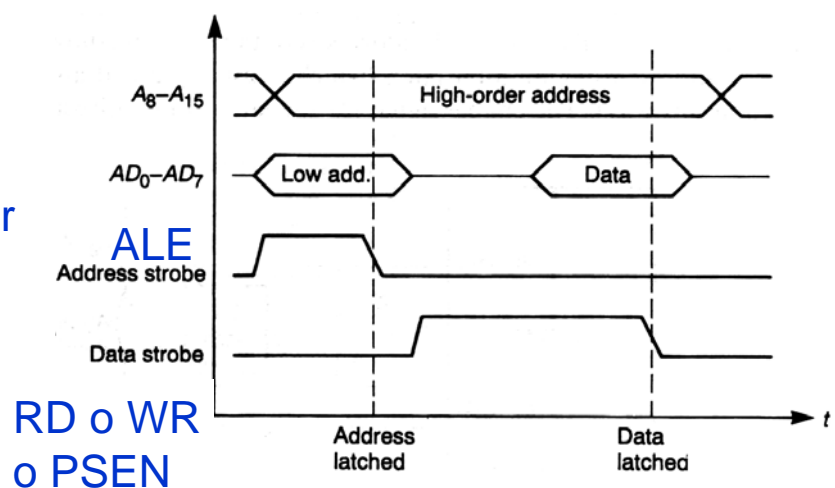 A8–A15
High-order address
AD0–AD7
Low add.
Data
r
ALE
Address strobe
Data strobe
RD o WR
o PSEN
t
Address
latched
Data
latched